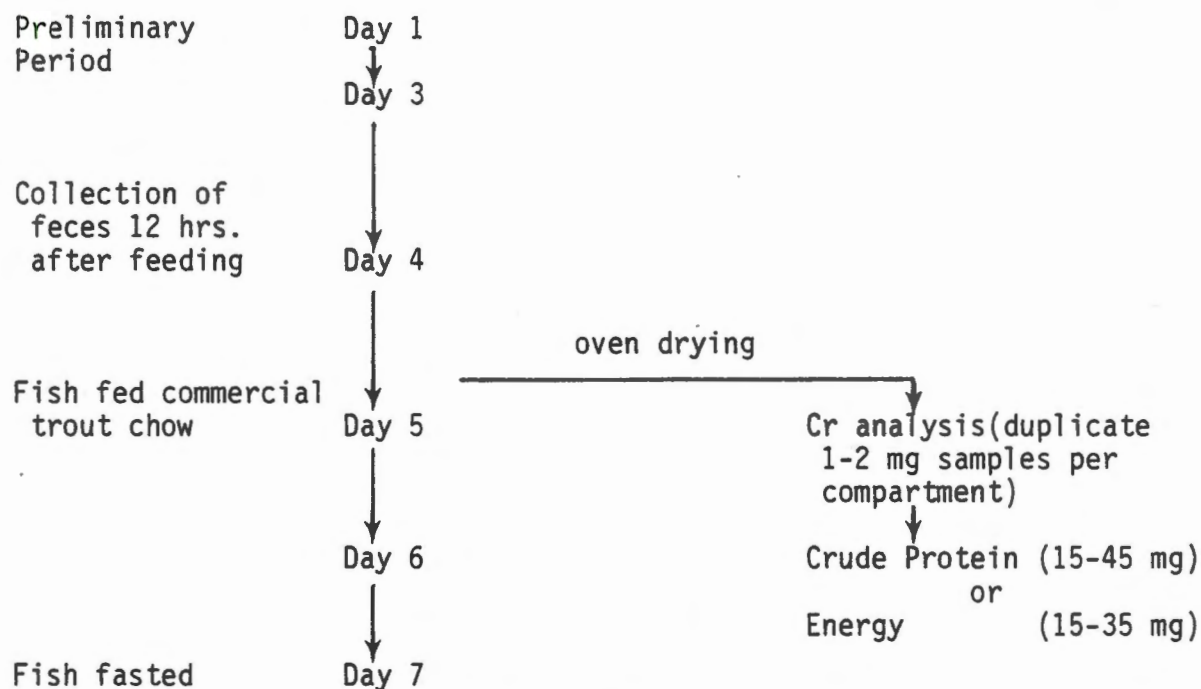 Preliminary Period
Day 1
Day 3
Collection of
feces 12 hrs.
after feeding
Day 4
oven drying
Fish fed commercial
trout chow
Day 5
Cr analysis(duplicate
1-2 mg samples per
compartment)
Day 6
Crude Protein (15-45 mg)
or
Energy (15-35 mg)
Fish fasted
Day 7